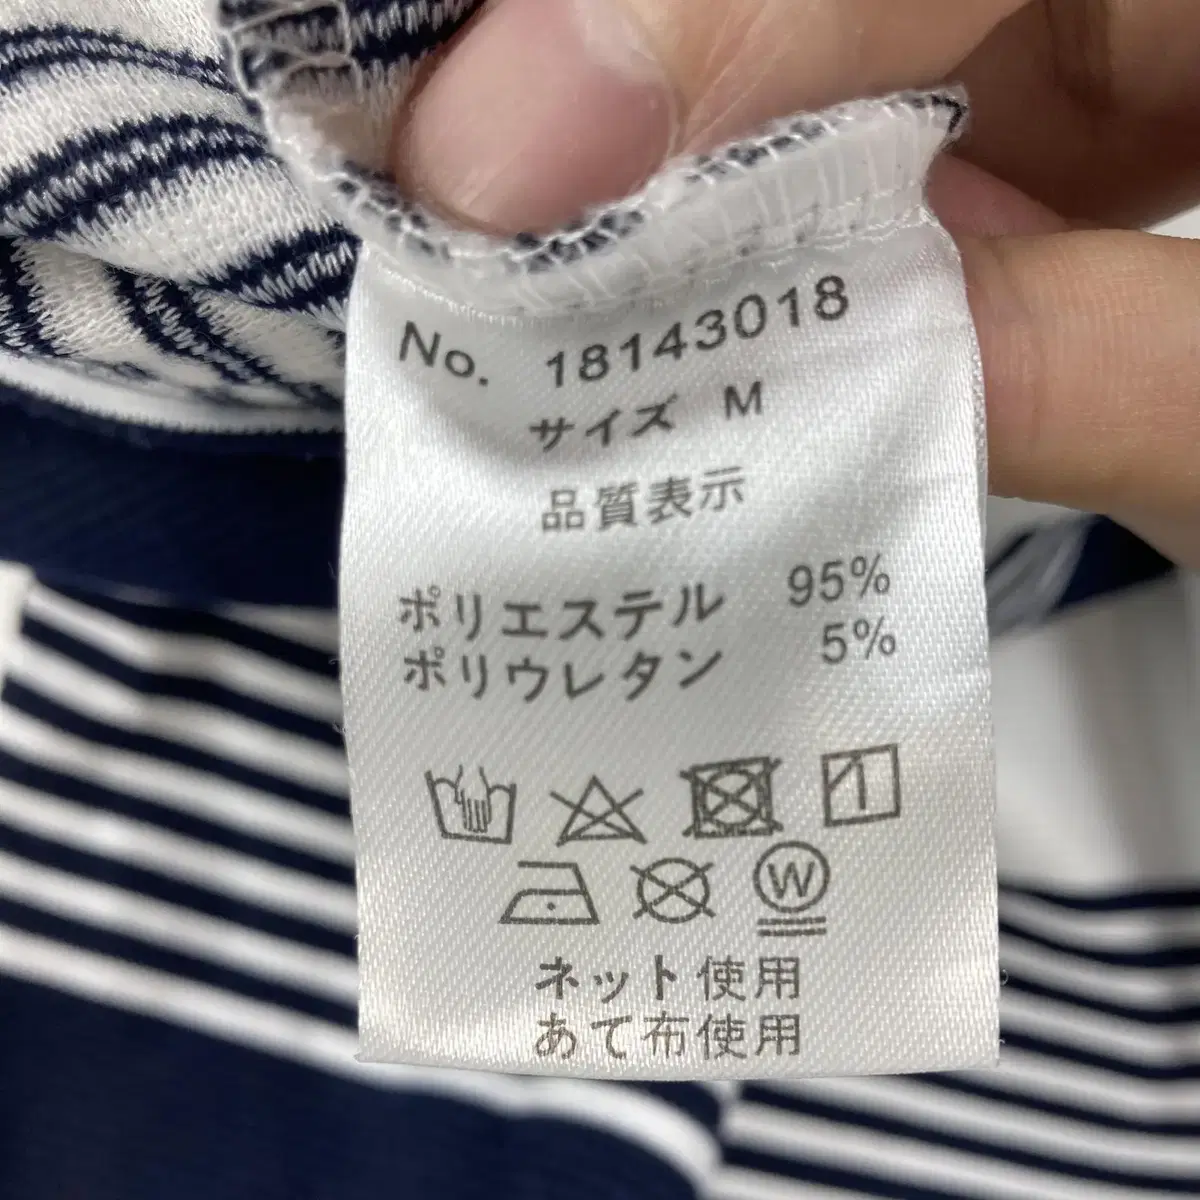 No. 18143018
サイズ M
品質表示
ポリエステル 95%
ポリウレタン 5%
W
ネット使用
あて布使用